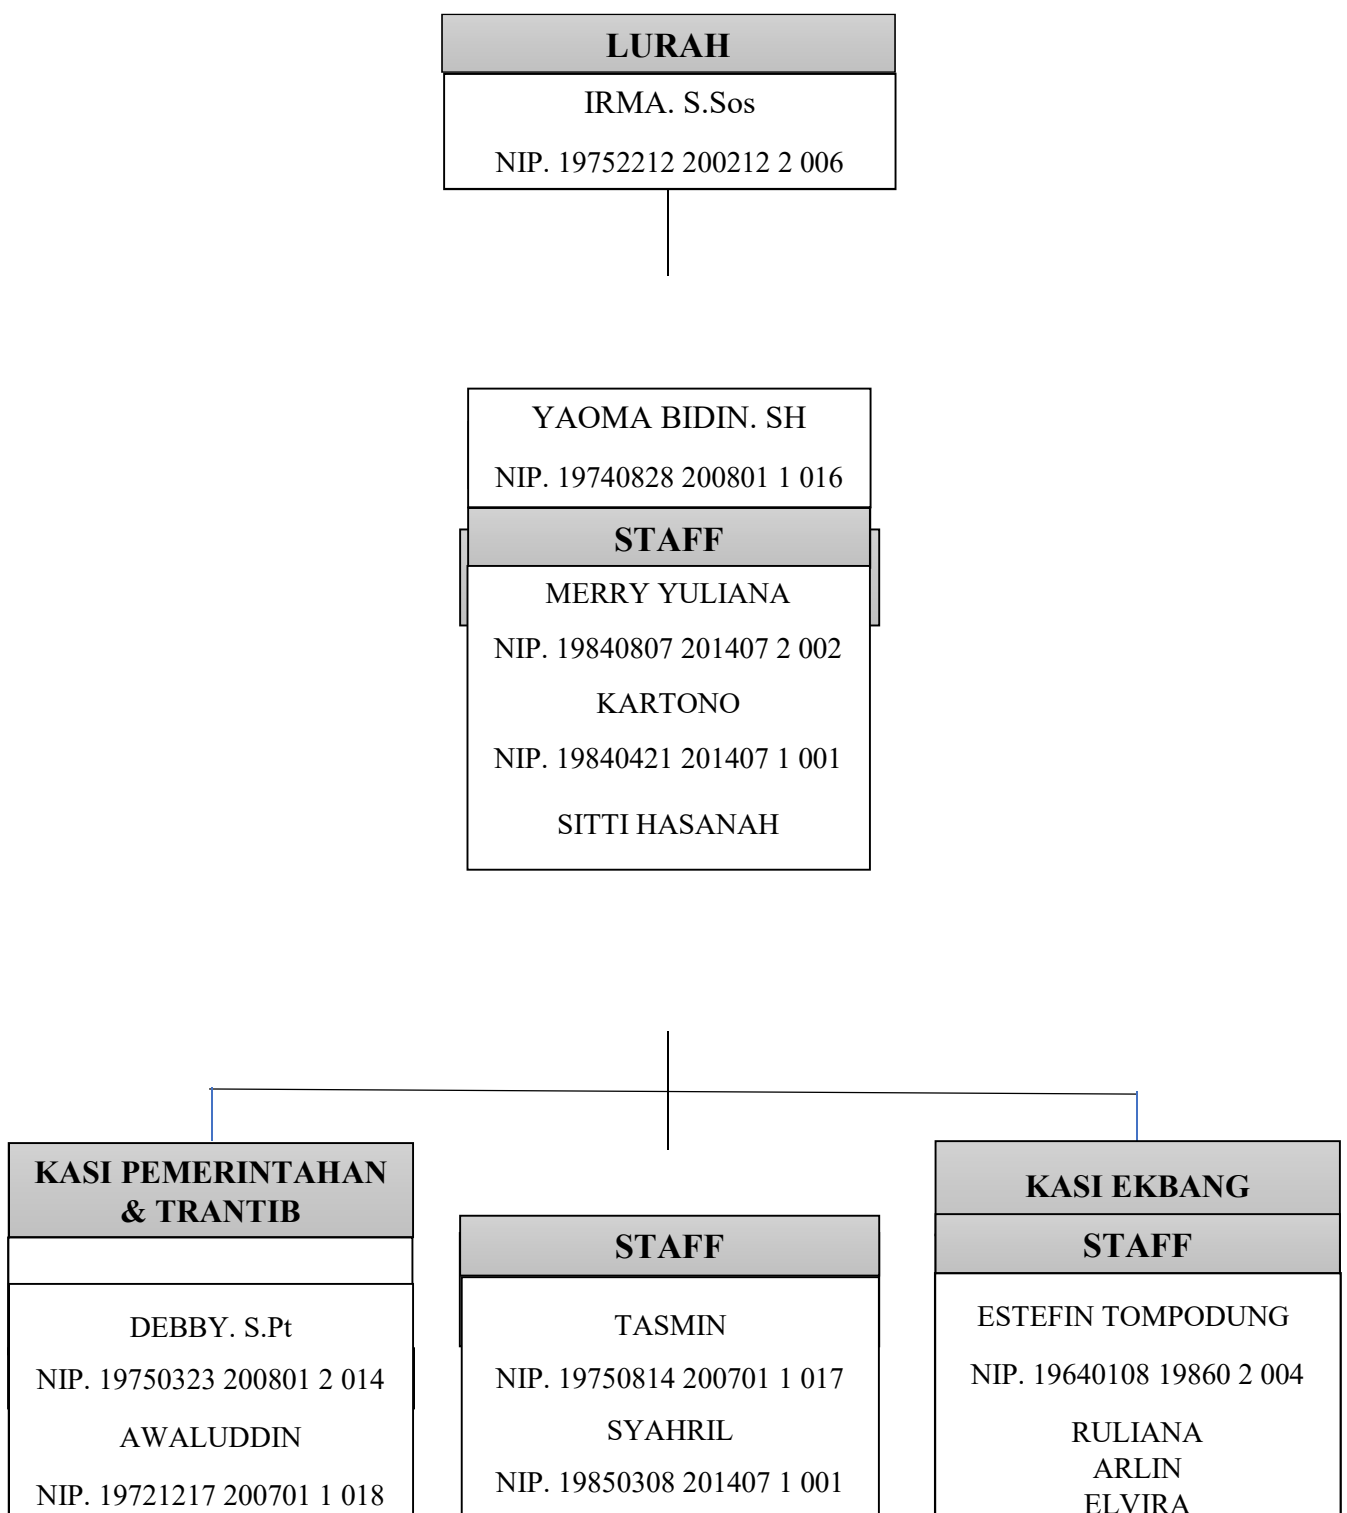 LURAH
IRMA. S.Sos
NIP. 19752212 200212 2 006
YAOMA BIDIN. SH
NIP. 19740828 200801 1 016
STAFF
MERRY YULIANA
NIP. 19840807 201407 2 002
KARTONO
NIP. 19840421 201407 1 001
SITTI HASANAH
KASI PEMERINTAHAN
& TRANTIB
DEBBY. S.Pt
NIP. 19750323 200801 2 014
AWALUDDIN
NIP. 19721217 200701 1 018
STAFF
TASMIN
NIP. 19750814 200701 1 017
SYAHRIL
NIP. 19850308 201407 1 001
KASI EKBANG
STAFF
ESTEFIN TOMPODUNG
NIP. 19640108 19860 2 004
RULIANA
ARLIN
ELVIRA